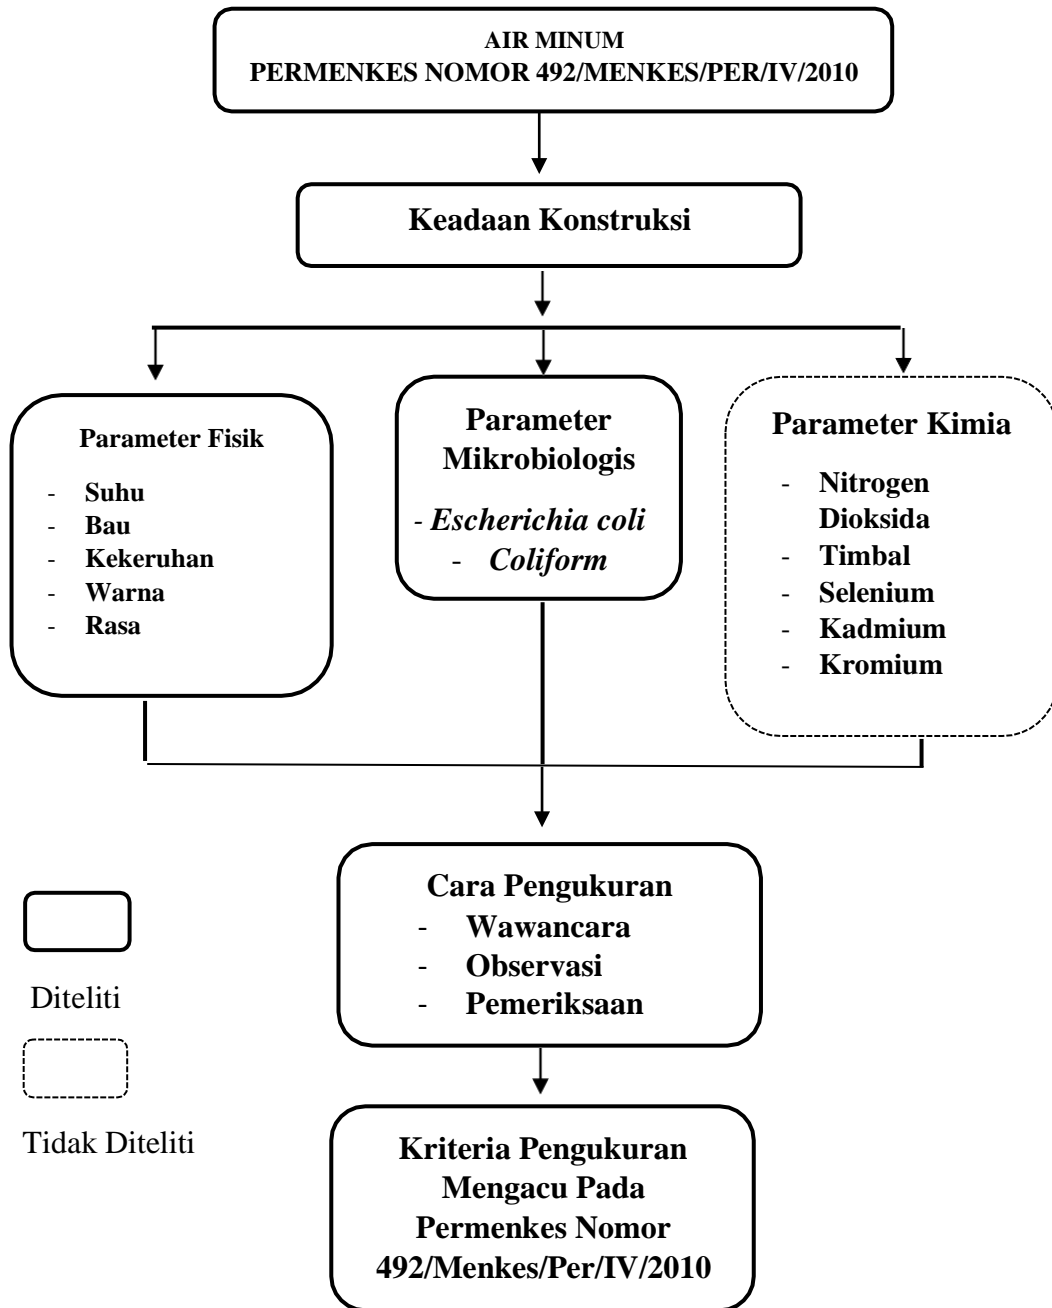 AIR MINUM
PERMENKES NOMOR 492/MENKES/PER/IV/2010
Keadaan Konstruksi
Parameter Fisik
- Suhu
- Bau
- Kekeruhan
- Warna
- Rasa
Parameter
Mikrobiologis
- Escherichia coli
- Coliform
Parameter Kimia
- Nitrogen
Dioksida
- Timbal
- Selenium
- Kadmium
- Kromium
Cara Pengukuran
- Wawancara
- Observasi
- Pemeriksaan
Diteliti
Tidak Diteliti
Kriteria Pengukuran
Mengacu Pada
Permenkes Nomor
492/Menkes/Per/IV/2010